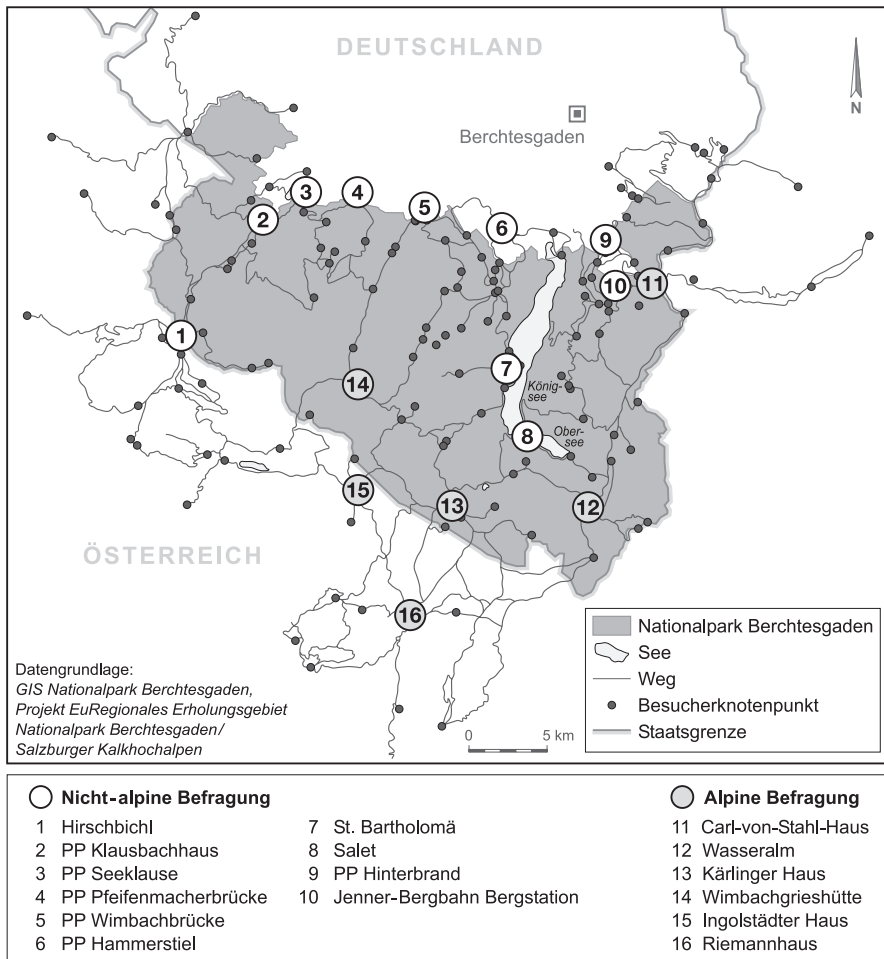 DEUTSCHLAND
N
Berchtesgaden
3
4
5
2
6
9
10
11
1
7
König-
see
14
8
Ober-
see
15
13
12
ÖSTERREICH
16
Nationalpark Berchtesgaden
See
Weg
Besucherknotenpunkt
Staatsgrenze
Datengrundlage:
GIS Nationalpark Berchtesgaden,
Projekt EuRegionales Erholungsgebiet
Nationalpark Berchtesgaden/
Salzburger Kalkhochalpen
0 5 km
Nicht-alpine Befragung
1 Hirschbichl
2 PP Klausbachhaus
3 PP Seeklause
4 PP Pfeifenmacherbrücke
5 PP Wimbachbrücke
6 PP Hammerstiel
7 St. Bartholomä
8 Salet
9 PP Hinterbrand
10 Jenner-Bergbahn Bergstation
Alpine Befragung
11 Carl-von-Stahl-Haus
12 Wasseralm
13 Kärlinger Haus
14 Wimbachgrieshütte
15 Ingolstädter Haus
16 Riemannhaus